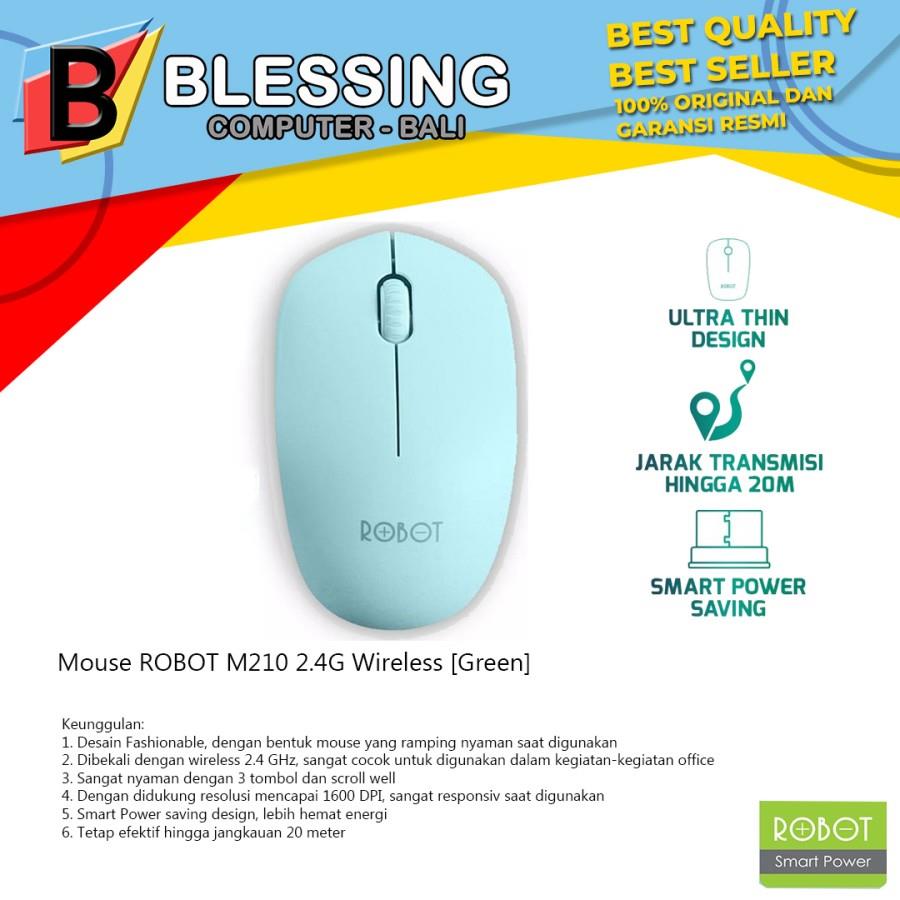 B
BLESSING
COMPUTER - BALI
BEST QUALITY
BEST SELLER
100% ORIGINAL DAN
GARANSI RESMI
ROBOT
ULTRA THIN
DESIGN
JARAK TRANSMISI
HINGGA 20M
SMART POWER
SAVING
ROBOT
Mouse ROBOT M210 2.4G Wireless [Green]
Keunggulan:
1. Desain Fashionable, dengan bentuk mouse yang ramping nyaman saat digunakan
2. Dibekali dengan wireless 2.4 GHz, sangat cocok untuk digunakan dalam kegiatan-kegiatan office
3. Sangat nyaman dengan 3 tombol dan scroll well
4. Dengan didukung resolusi mencapai 1600 DPI, sangat responsiv saat digunakan
5. Smart Power saving design, lebih hemat energi
6. Tetap efektif hingga jangkauan 20 meter
ROBOT
Smart Power